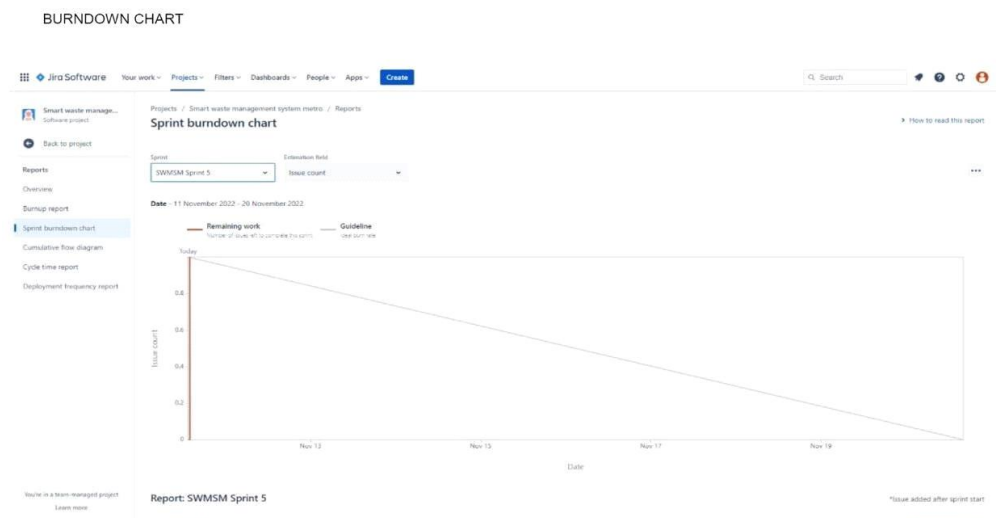 BURNDOWN CHART
Jira Software Your work Projects Filters Dashboards People Apps Create Search
Smart waste manage...
Software project
Back to project
Reports
Overview
Burnup report
Sprint burndown chart
Cumulative flow diagram
Cycle time report
Deployment frequency report
You're in a team-managed project
Learn more
Projects / Smart waste management system metro / Reports
Sprint burndown chart
How to read this report
Sprint Estimation field
SWMSM Sprint 5 Issue count
Date - 11 November 2022 - 20 November 2022
Remaining work Guideline
Today
0.8
0.6
0.4
0.2
0
Issue count
Nov 13 Nov 15 Nov 17 Nov 19
Date
Report: SWMSM Sprint 5
*Issue added after sprint start